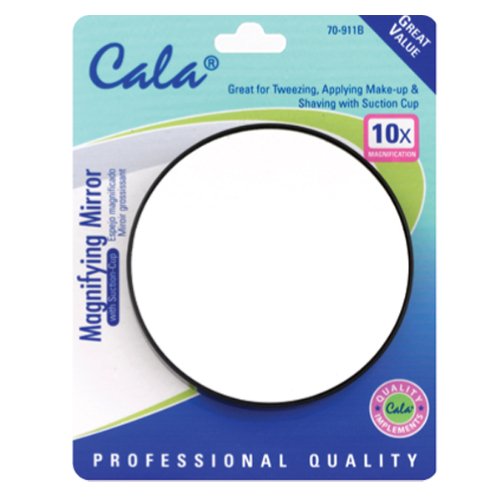 70-911B
GREAT
VALUE
Cala®
Great for Tweezing, Applying Make-up &
Shaving with Suction Cup
10x
MAGNIFICATION
Magnifying Mirror
with Suction-Cup
Espejo magnificado
Miroir grossissant
QUALITY
Cala®
IMPLEMENTS
PROFESSIONAL QUALITY